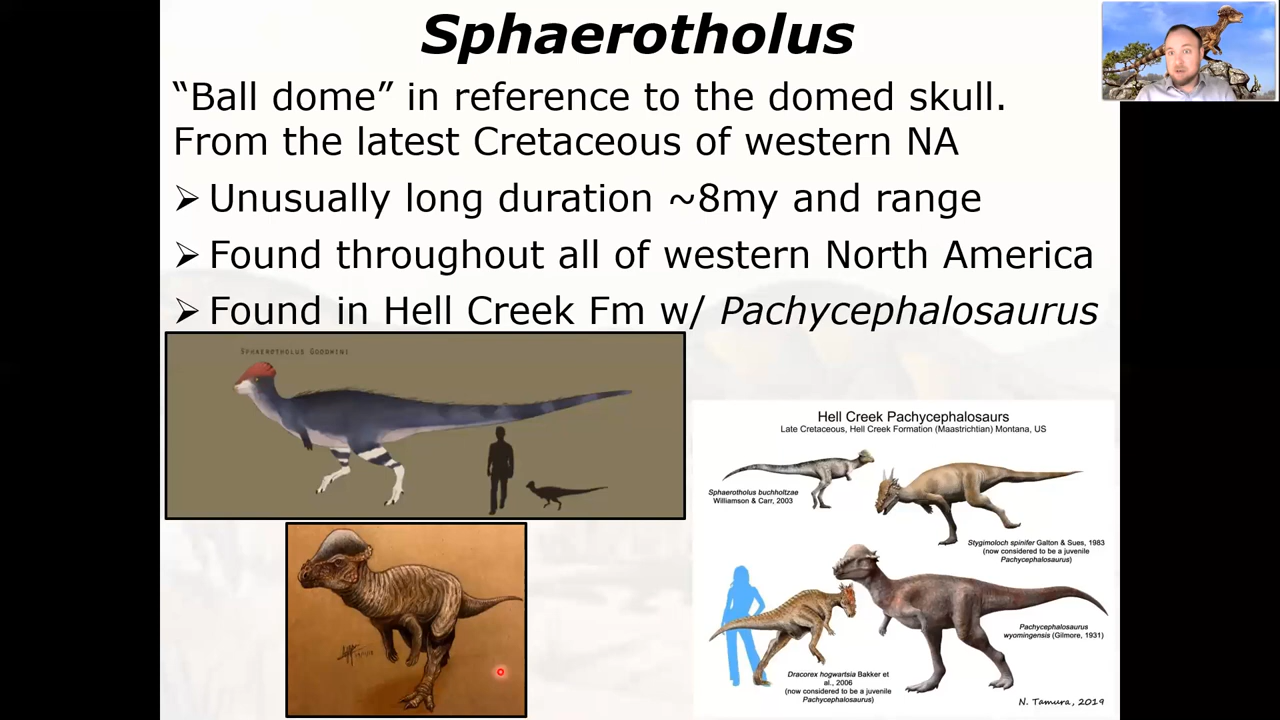 Sphaerotholus
“Ball dome” in reference to the domed skull.
From the latest Cretaceous of western NA
➢ Unusually long duration ~8my and range
➢ Found throughout all of western North America
➢ Found in Hell Creek Fm w/ Pachycephalosaurus
Sphaerotholus Goodwini
Hell Creek Pachycephalosaurs
Late Cretaceous, Hell Creek Formation (Maastrichtian) Montana, US
Sphaerotholus buchholtzae
Williamson & Carr, 2003
Stygimoloch spinifer Galton & Sues, 1983
(now considered to be a juvenile
Pachycephalosaurus)
Pachycephalosaurus
wyomingensis (Gilmore, 1931)
Dracorex hogwartsia Bakker et
al., 2006
(now considered to be a juvenile
Pachycephalosaurus)
N. Tamura, 2019